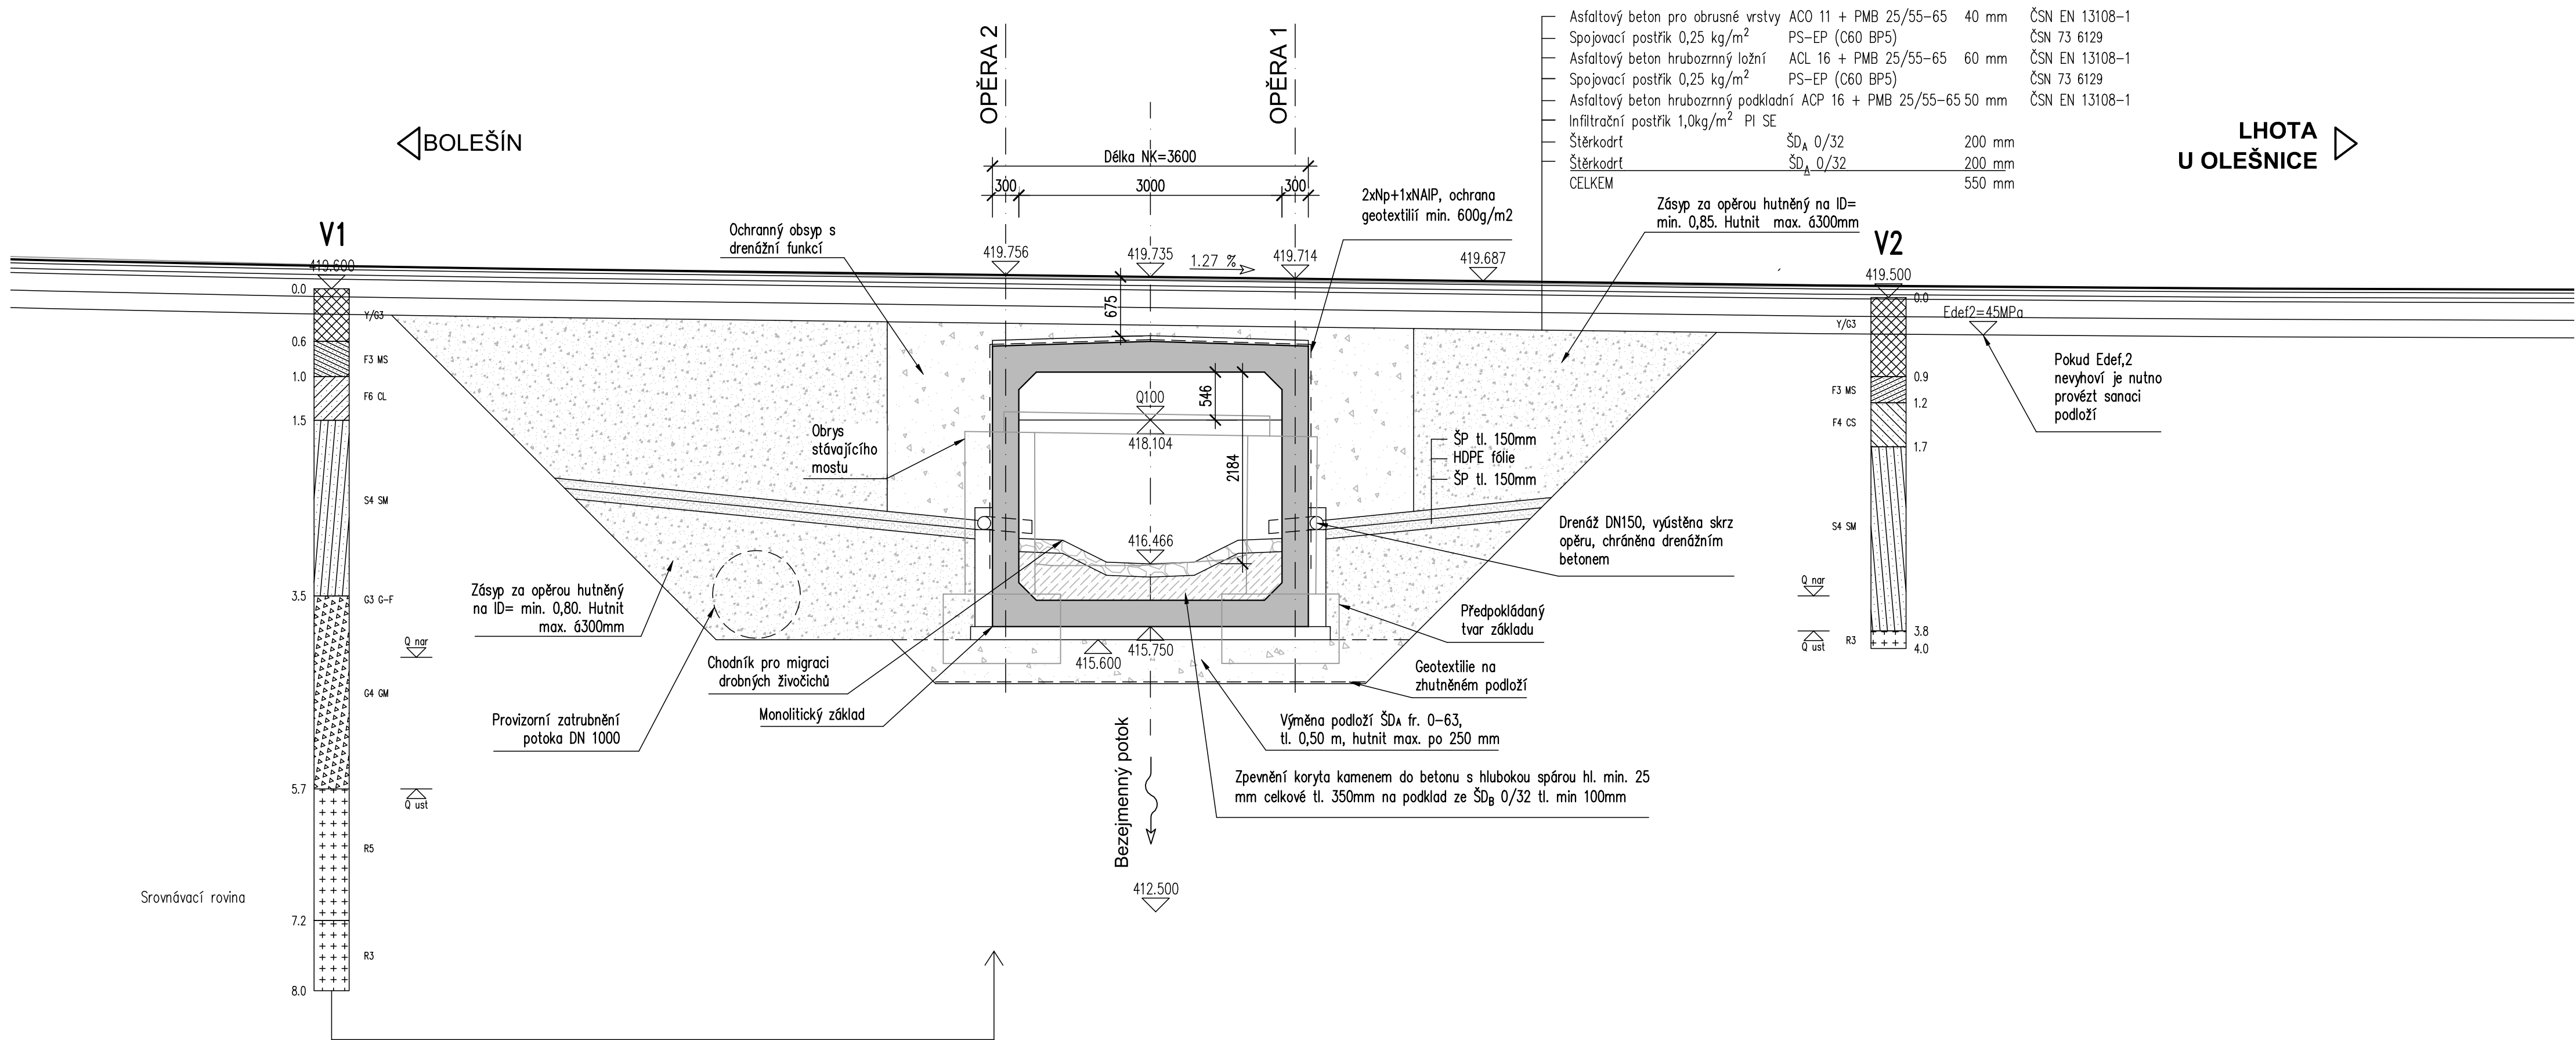 Asfaltový beton pro obrusné vrstvy ACO 11 + PMB 25/55-65 40 mm ČSN EN 13108-1
Spojovací postřik 0,25 kg/m² PS-EP (C60 BP5) ČSN 73 6129
Asfaltový beton hrubozrnný ložní ACL 16 + PMB 25/55-65 60 mm ČSN EN 13108-1
Spojovací postřik 0,25 kg/m² PS-EP (C60 BP5) ČSN 73 6129
Asfaltový beton hrubozrnný podkladní ACP 16 + PMB 25/55-65 50 mm ČSN EN 13108-1
Infiltrační postřik 1,0kg/m² PI SE
Štěrkodrť ŠDA 0/32 200 mm
Štěrkodrť ŠDA 0/32 200 mm
CELKEM 550 mm
OPĚRA 2
OPĚRA 1
BOLEŠÍN
LHOTA
U OLEŠNICE
Délka NK=3600
300
3000
300
2xNp+1xNAIP, ochrana
geotextilií min. 600g/m2
Zásyp za opěrou hutněný na ID=
min. 0,85. Hutnit max. á300mm
Ochranný obsyp s
drenážní funkcí
V1
419.600
419.756
419.735
419.714
419.687
1.27 %
675
V2
419.500
Edef2=45MPa
Pokud Edef,2
nevyhoví je nutno
provézt sanaci
podloží
0.0
Y/G3
0.6
F3 MS
1.0
F6 CL
1.5
S4 SM
3.5
G3 G-F
Q nar
G4 GM
5.7
Q ust
R5
7.2
R3
8.0
0.0
Y/G3
0.9
F3 MS
1.2
F4 CS
1.7
S4 SM
Q nar
3.8
R3
4.0
Q ust
Obrys
stávajícího
mostu
Q100
418.104
546
2184
416.466
ŠP tl. 150mm
HDPE fólie
ŠP tl. 150mm
Drenáž DN150, vyústěna skrz
opěru, chráněna drenážním
betonem
Zásyp za opěrou hutněný
na ID= min. 0,80. Hutnit
max. á300mm
Předpokládaný
tvar základu
415.750
415.600
Chodník pro migraci
drobných živočichů
Geotextilie na
zhutněném podloží
Monolitický základ
Provizorní zatrubnění
potoka DN 1000
Výměna podloží ŠDA fr. 0-63,
tl. 0,50 m, hutnit max. po 250 mm
Zpevnění koryta kamenem do betonu s hlubokou spárou hl. min. 25
mm celkové tl. 350mm na podklad ze ŠDB 0/32 tl. min 100mm
Bezejmenný potok
412.500
Srovnávací rovina